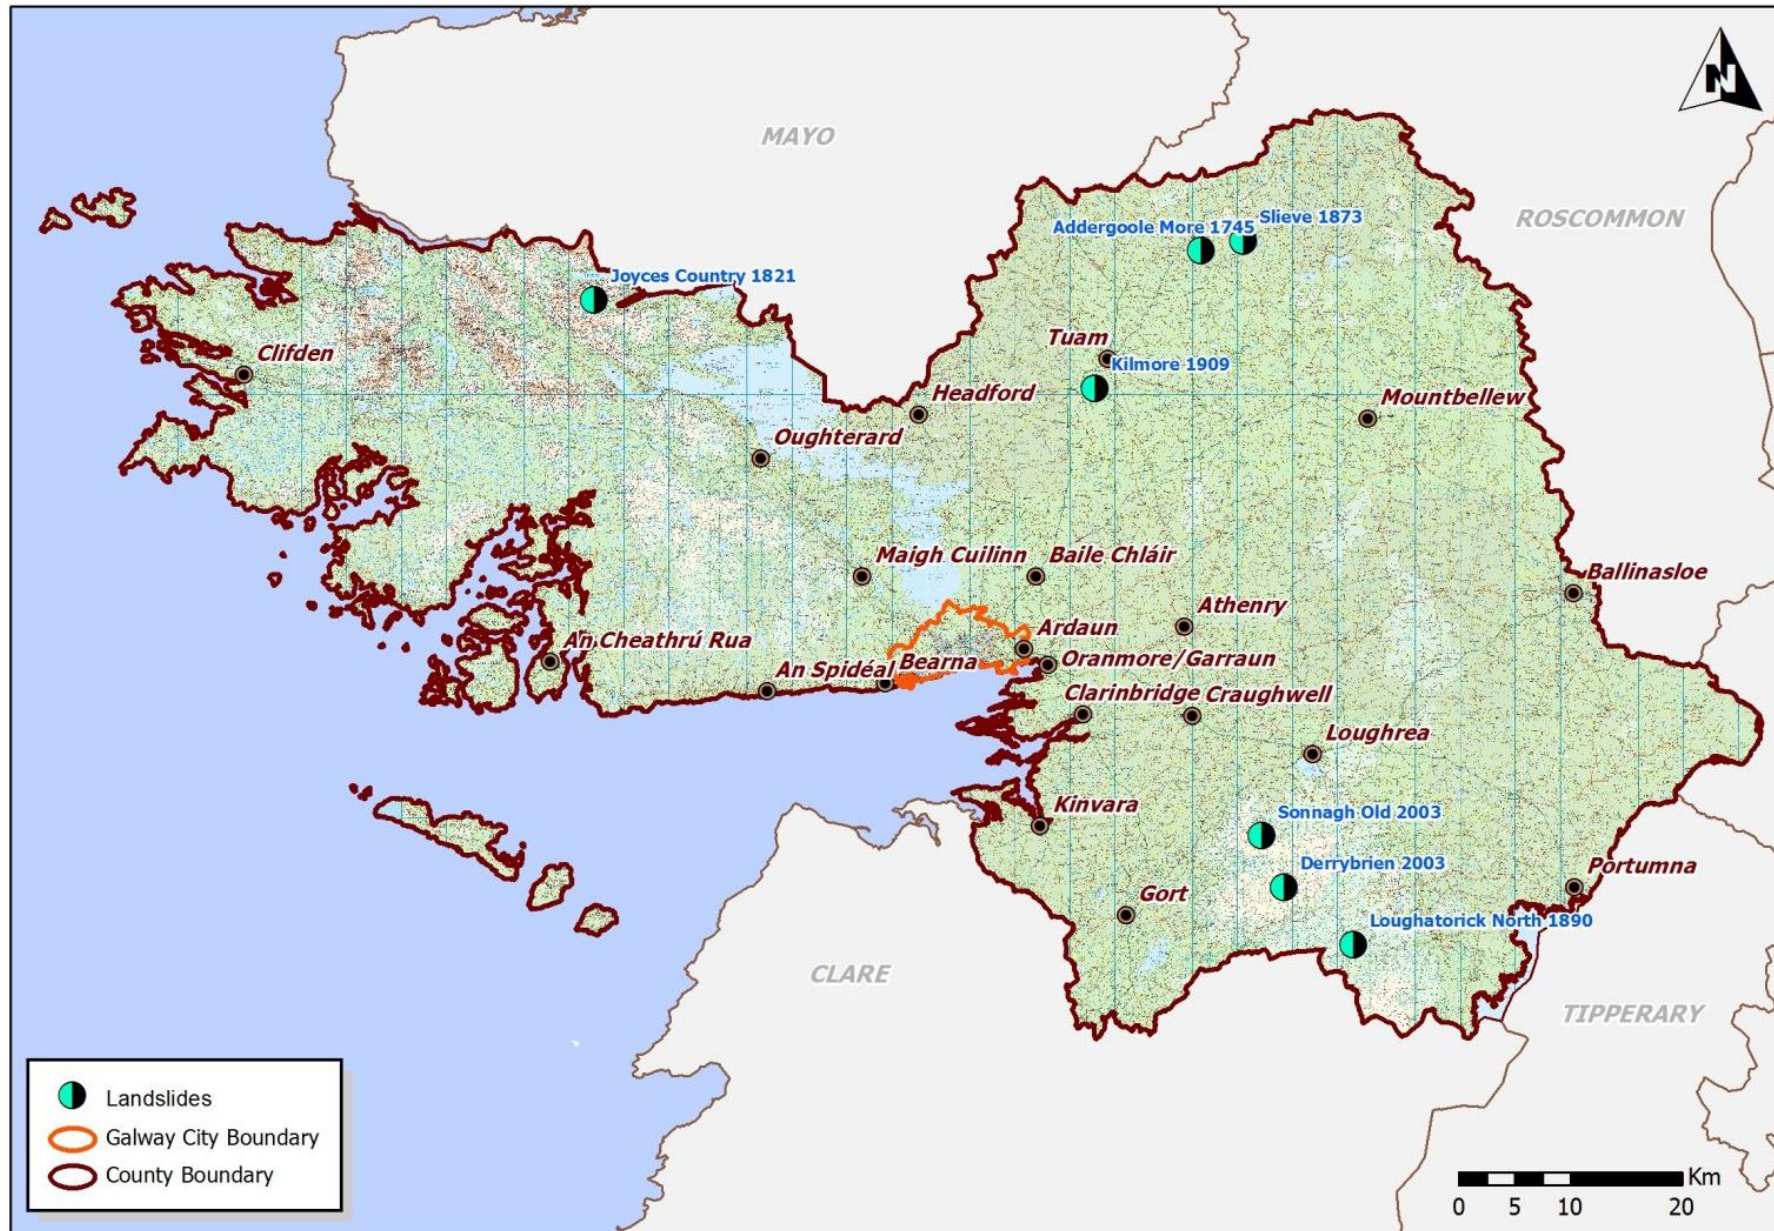 N
MAYO
ROSCOMMON
Addergoole More 1745
Slieve 1873
Joyces Country 1821
Tuam
Kilmore 1909
Clifden
Headford
Mountbellew
Oughterard
Maigh Cuilinn
Baile Chláir
Ballinasloe
Athenry
Ardaun
An Cheathrú Rua
Bearna
Oranmore/Garraun
An Spidéal
Clarinbridge
Craughwell
Loughrea
Kinvara
Sonnagh Old 2003
Derrybrien 2003
Portumna
Gort
Loughatorick North 1890
CLARE
TIPPERARY
Landslides
Galway City Boundary
County Boundary
Km
0 5 10 20